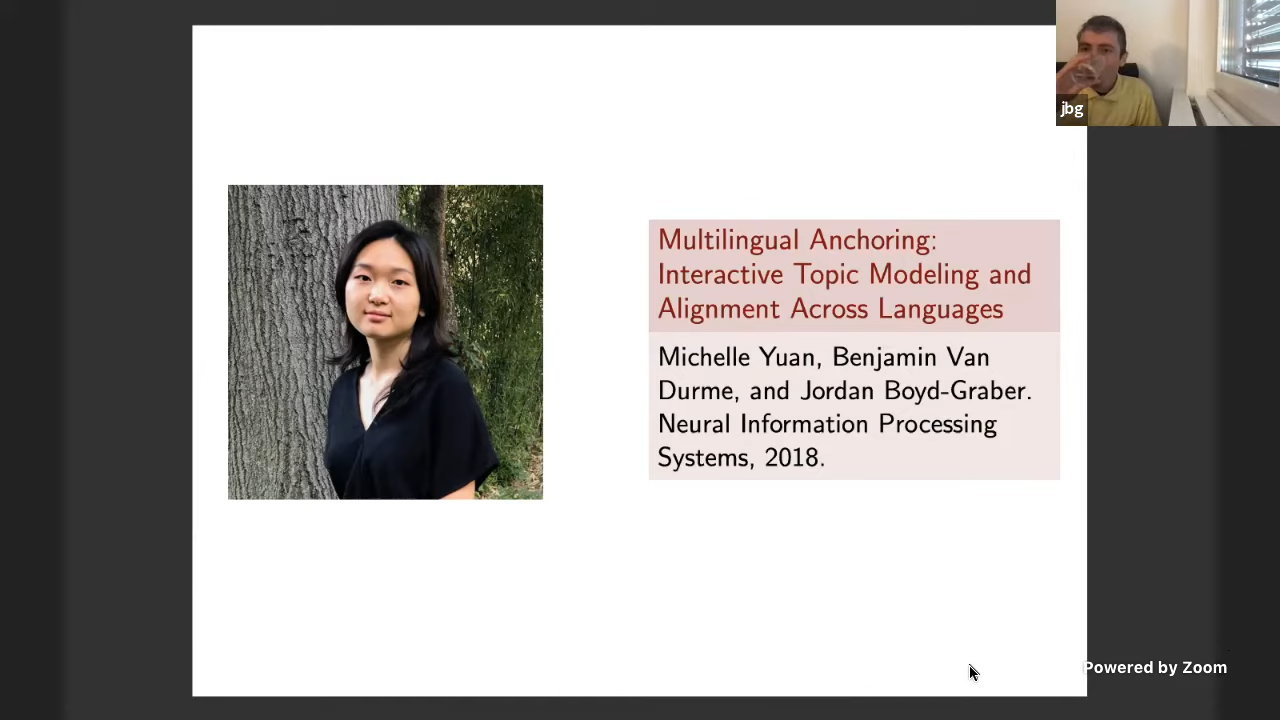 jbg
Multilingual Anchoring:
Interactive Topic Modeling and
Alignment Across Languages
Michelle Yuan, Benjamin Van
Durme, and Jordan Boyd-Graber.
Neural Information Processing
Systems, 2018.
Powered by Zoom